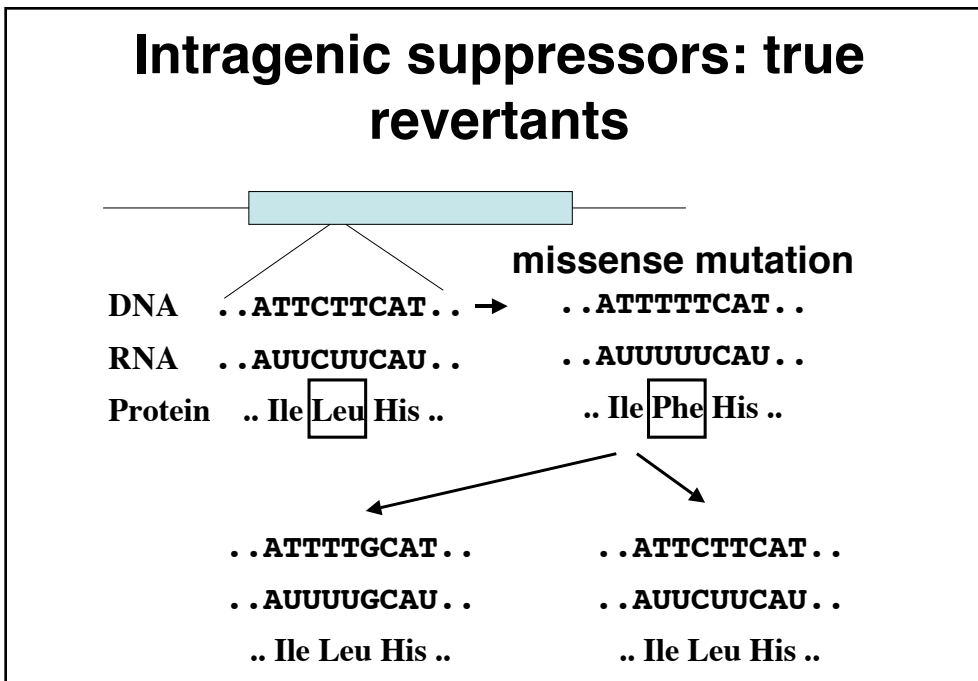 Intragenic suppressors: true
revertants
missense mutation
DNA ..ATTCTTCAT.. ..ATTTTTCAT..
RNA ..AUUCUUCAU.. ..AUUUUUCAU..
Protein .. Ile Leu His .. .. Ile Phe His ..
..ATTTTGCAT.. ..ATTCTTCAT..
..AUUUUGCAU.. ..AUUCUUCAU..
.. Ile Leu His .. .. Ile Leu His ..